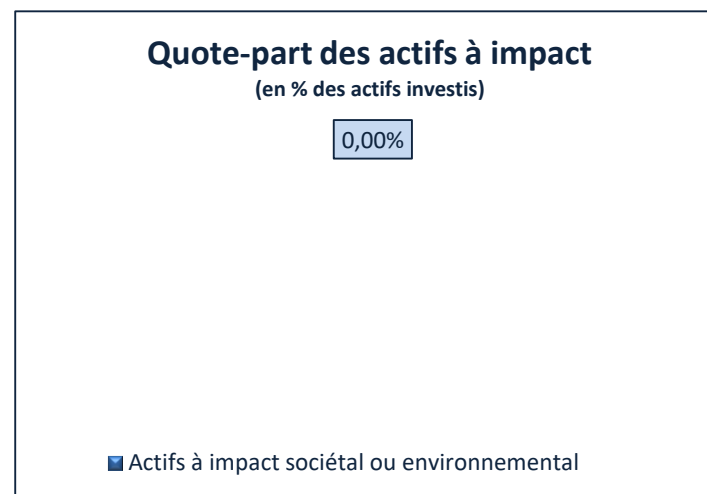 Quote-part des actifs à impact
(en % des actifs investis)
0,00%
Actifs à impact sociétal ou environnemental